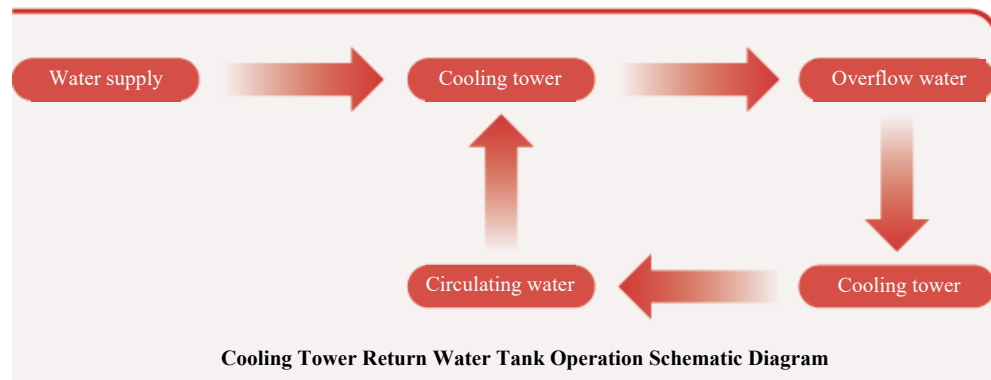 Water supply
Cooling tower
Overflow water
Circulating water
Cooling tower
Cooling Tower Return Water Tank Operation Schematic Diagram